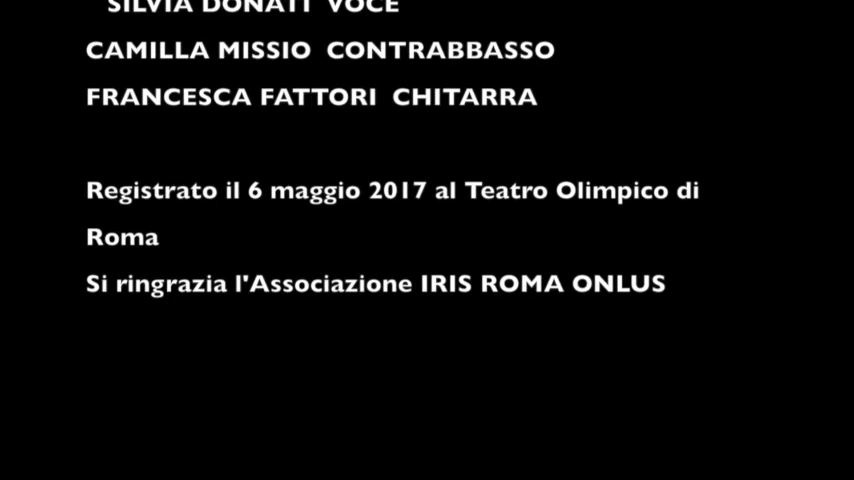 SILVIA DONATI VOCE
CAMILLA MISSIO CONTRABBASSO
FRANCESCA FATTORI CHITARRA
Registrato il 6 maggio 2017 al Teatro Olimpico di
Roma
Si ringrazia l'Associazione IRIS ROMA ONLUS